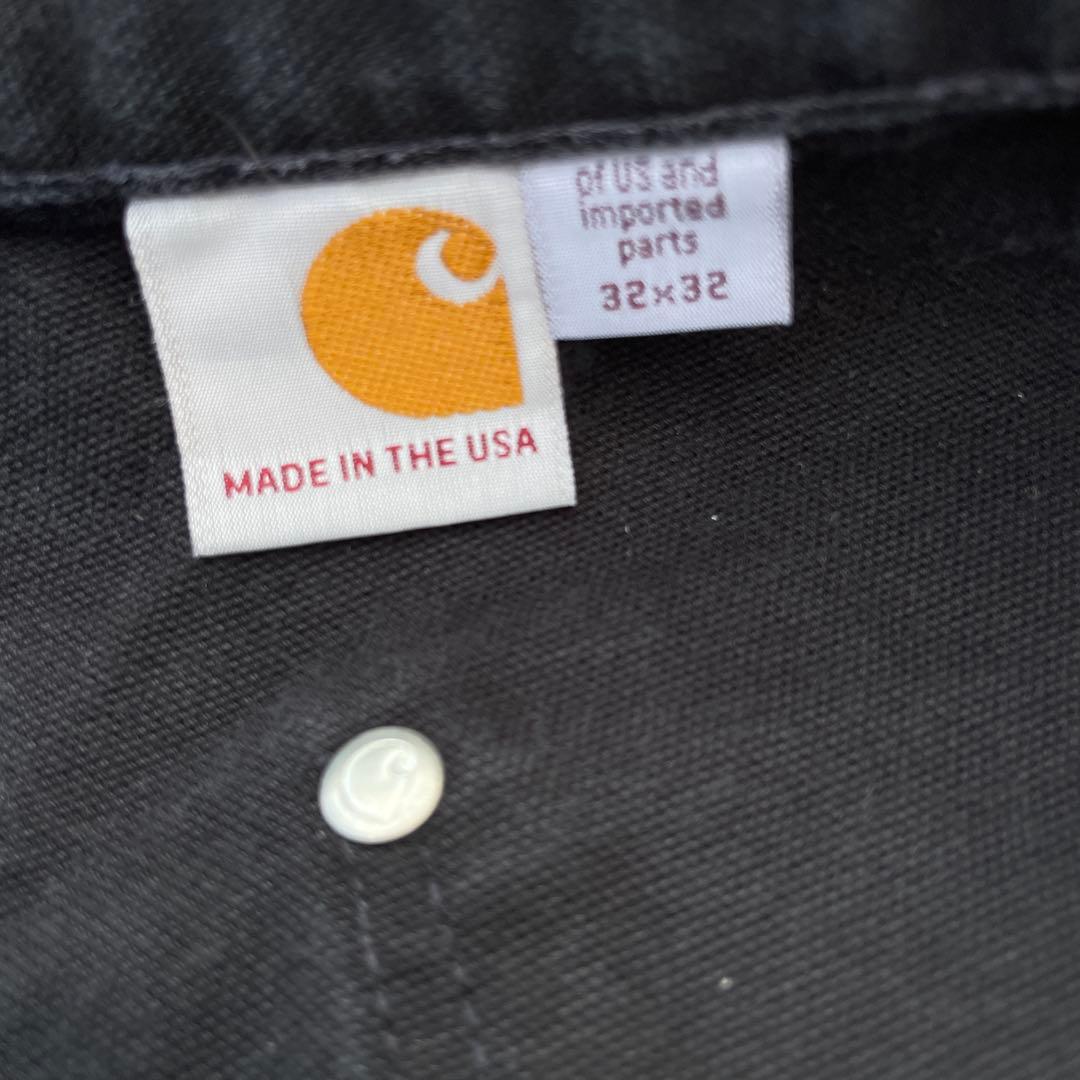 MADE IN THE USA
of US and
imported
parts
32x32